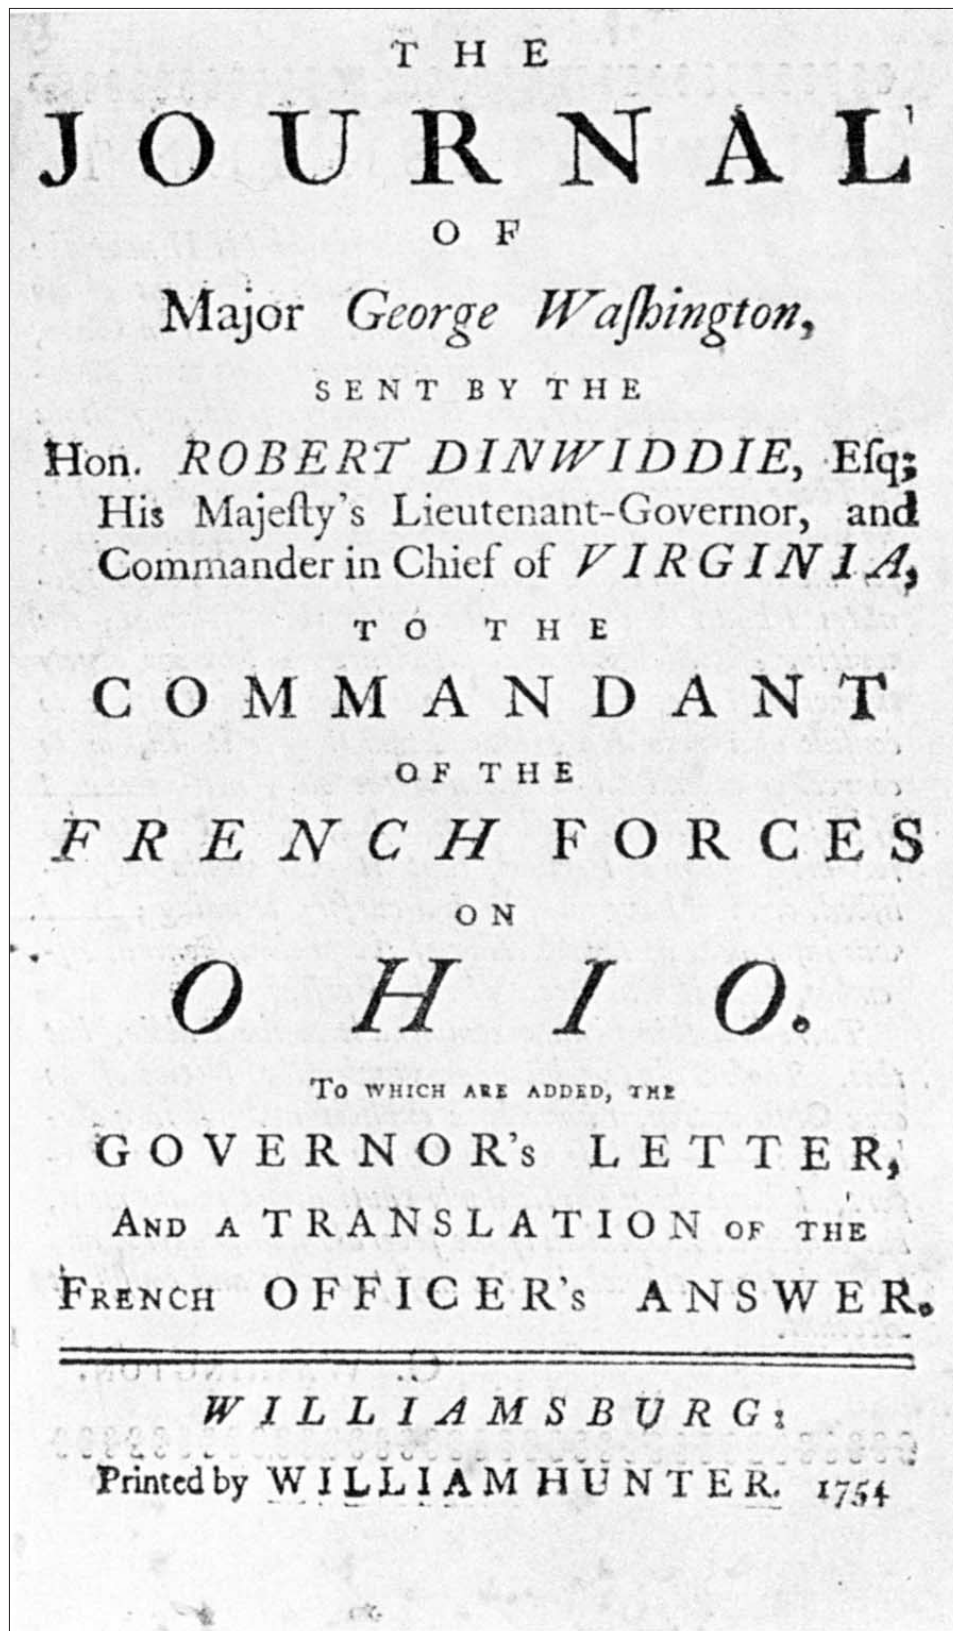 THE
JOURNAL
OF
Major George Waſhington,
SENT BY THE
Hon. ROBERT DINWIDDIE, Eſq;
His Majeſty's Lieutenant-Governor, and
Commander in Chief of VIRGINIA,
TO THE
COMMANDANT
OF THE
FRENCH FORCES
ON
OHIO.
TO WHICH ARE ADDED, THE
GOVERNOR's LETTER,
AND A TRANSLATION OF THE
FRENCH OFFICER's ANSWER.
WILLIAMSBURG:
Printed by WILLIAM HUNTER. 1754